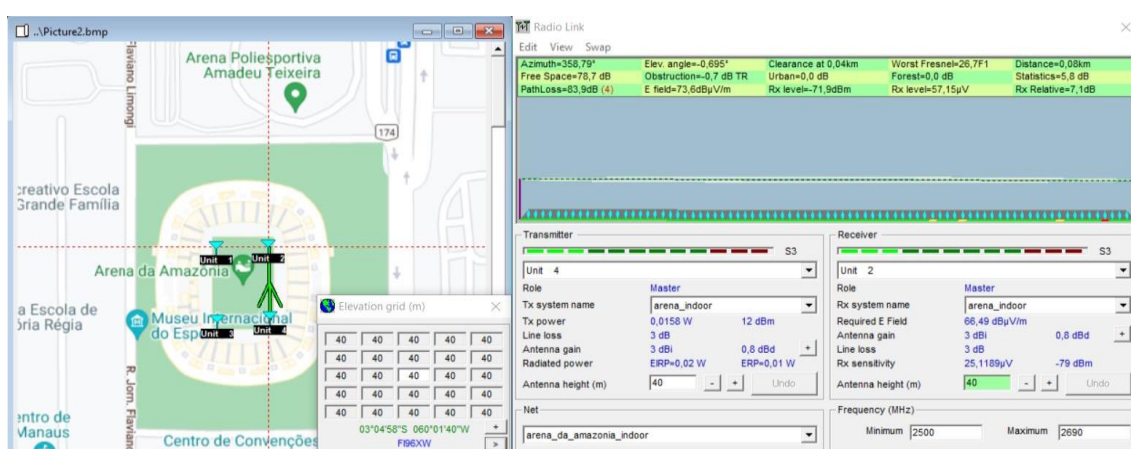 ..\Picture2.bmp
Flaviano Limongi
Arena Poliesportiva
Amadeu Teixeira
174
creativo Escola
Grande Família
Unit 1
Unit 2
Arena da Amazônia
a Escola de
ória Régia
Museu Internacional
do Esp
Unit 3
Unit 4
R. Jorn. Flaviano
entro de
Manaus
Centro de Convenções
Elevation grid (m)
40 40 40 40 40
40 40 40 40 40
40 40 40 40 40
40 40 40 40 40
40 40 40 40 40
03°04'58"S 060°01'40"W
+
FI96XW
>
Radio Link
Edit View Swap
Azimuth=358,79° Elev. angle=-0,695° Clearance at 0,04km Worst Fresnel=26,7F1 Distance=0,08km
Free Space=78,7 dB Obstruction=-0,7 dB TR Urban=0,0 dB Forest=0,0 dB Statistics=5,8 dB
PathLoss=83,9dB (4) E field=73,6dBµV/m Rx level=-71,9dBm Rx level=57,15µV Rx Relative=7,1dB
Transmitter
S3
Unit 4
Role Master
Tx system name arena_indoor
Tx power 0,0158 W 12 dBm
Line loss 3 dB
Antenna gain 3 dBi 0,8 dBd +
Radiated power EIRP=0,02 W ERP=0,01 W
Antenna height (m) 40 - + Undo
Net
arena_da_amazonia_indoor
Receiver
S3
Unit 2
Role Master
Rx system name arena_indoor
Required E Field 66,49 dBµV/m
Antenna gain 3 dBi 0,8 dBd +
Line loss 3 dB
Rx sensitivity 25,1189µV -79 dBm
Antenna height (m) 40 - + Undo
Frequency (MHz)
Minimum 2500 Maximum 2690